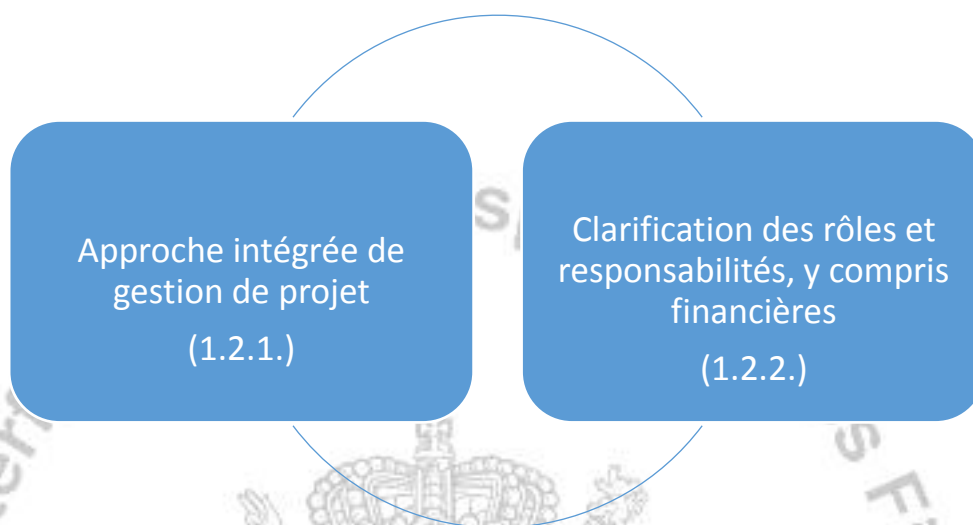 Approche intégrée de
gestion de projet
(1.2.1.)
Clarification des rôles et
responsabilités, y compris
financières
(1.2.2.)